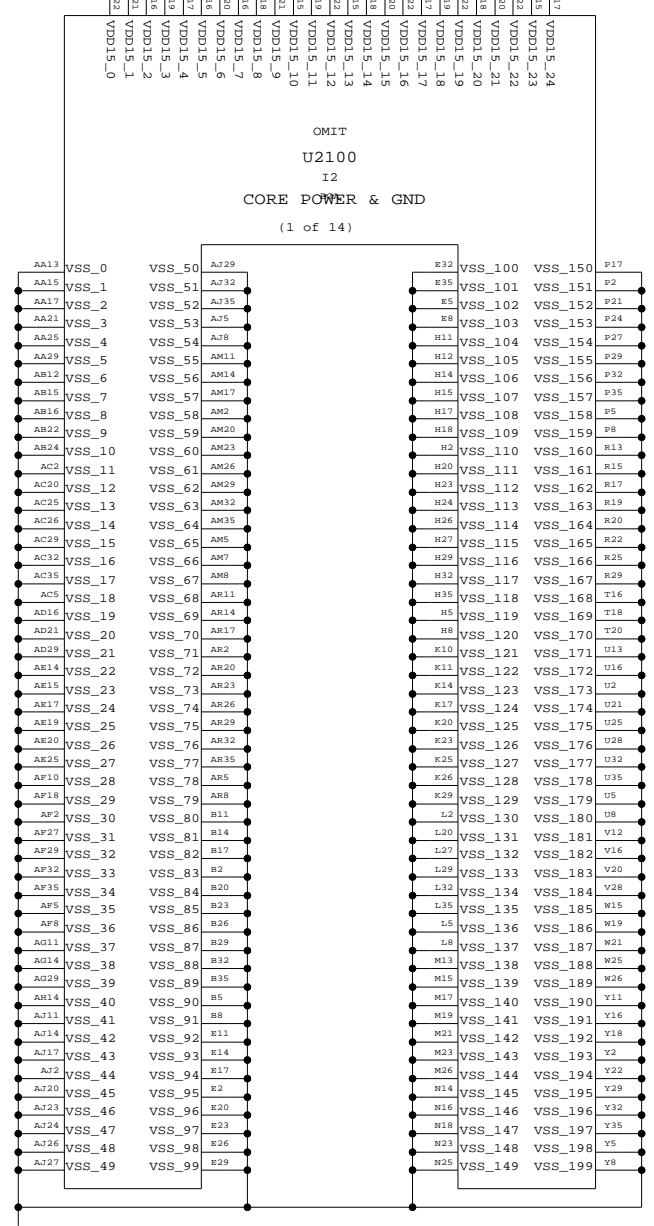 VDD15_0
VDD15_1
VDD15_2
VDD15_3
VDD15_4
VDD15_5
VDD15_6
VDD15_7
VDD15_8
VDD15_9
VDD15_10
VDD15_11
VDD15_12
VDD15_13
VDD15_14
VDD15_15
VDD15_16
VDD15_17
VDD15_18
VDD15_19
VDD15_20
VDD15_21
VDD15_22
VDD15_23
VDD15_24
OMIT
U2100
I2
CORE POWER & GND
(1 of 14)
AA13 VSS_0 VSS_50 AJ29 E32 VSS_100 VSS_150 P17
AA15 VSS_1 VSS_51 AJ32 E35 VSS_101 VSS_151 P2
AA17 VSS_2 VSS_52 AJ35 E5 VSS_102 VSS_152 P21
AA21 VSS_3 VSS_53 AJ5 E8 VSS_103 VSS_153 P24
AA25 VSS_4 VSS_54 AJ8 H11 VSS_104 VSS_154 P27
AA29 VSS_5 VSS_55 AM11 H12 VSS_105 VSS_155 P29
AB12 VSS_6 VSS_56 AM14 H14 VSS_106 VSS_156 P32
AB15 VSS_7 VSS_57 AM17 H15 VSS_107 VSS_157 P35
AB16 VSS_8 VSS_58 AM2 H17 VSS_108 VSS_158 P5
AB22 VSS_9 VSS_59 AM20 H18 VSS_109 VSS_159 P8
AB24 VSS_10 VSS_60 AM23 H2 VSS_110 VSS_160 R13
AC2 VSS_11 VSS_61 AM26 H20 VSS_111 VSS_161 R15
AC20 VSS_12 VSS_62 AM29 H23 VSS_112 VSS_162 R17
AC25 VSS_13 VSS_63 AM32 H24 VSS_113 VSS_163 R19
AC26 VSS_14 VSS_64 AM35 H26 VSS_114 VSS_164 R20
AC29 VSS_15 VSS_65 AM5 H27 VSS_115 VSS_165 R22
AC32 VSS_16 VSS_66 AM7 H29 VSS_116 VSS_166 R25
AC35 VSS_17 VSS_67 AM8 H32 VSS_117 VSS_167 R29
AC5 VSS_18 VSS_68 AR11 H35 VSS_118 VSS_168 T16
AD16 VSS_19 VSS_69 AR14 H5 VSS_119 VSS_169 T18
AD21 VSS_20 VSS_70 AR17 H8 VSS_120 VSS_170 T20
AD29 VSS_21 VSS_71 AR2 K10 VSS_121 VSS_171 U13
AE14 VSS_22 VSS_72 AR20 K11 VSS_122 VSS_172 U16
AE15 VSS_23 VSS_73 AR23 K14 VSS_123 VSS_173 U2
AE17 VSS_24 VSS_74 AR26 K17 VSS_124 VSS_174 U21
AE19 VSS_25 VSS_75 AR29 K20 VSS_125 VSS_175 U25
AE20 VSS_26 VSS_76 AR32 K23 VSS_126 VSS_176 U28
AE25 VSS_27 VSS_77 AR35 K25 VSS_127 VSS_177 U32
AF10 VSS_28 VSS_78 AR5 K26 VSS_128 VSS_178 U35
AF18 VSS_29 VSS_79 AR8 K29 VSS_129 VSS_179 U5
AF2 VSS_30 VSS_80 B11 L2 VSS_130 VSS_180 U8
AF27 VSS_31 VSS_81 B14 L20 VSS_131 VSS_181 V12
AF29 VSS_32 VSS_82 B17 L27 VSS_132 VSS_182 V16
AF32 VSS_33 VSS_83 B2 L29 VSS_133 VSS_183 V20
AF35 VSS_34 VSS_84 B20 L32 VSS_134 VSS_184 V28
AF5 VSS_35 VSS_85 B23 L35 VSS_135 VSS_185 W15
AF8 VSS_36 VSS_86 B26 L5 VSS_136 VSS_186 W19
AG11 VSS_37 VSS_87 B29 L8 VSS_137 VSS_187 W21
AG14 VSS_38 VSS_88 B32 M13 VSS_138 VSS_188 W25
AG29 VSS_39 VSS_89 B35 M15 VSS_139 VSS_189 W26
AH14 VSS_40 VSS_90 B5 M17 VSS_140 VSS_190 Y11
AJ11 VSS_41 VSS_91 B8 M19 VSS_141 VSS_191 Y16
AJ14 VSS_42 VSS_92 E11 M21 VSS_142 VSS_192 Y18
AJ17 VSS_43 VSS_93 E14 M23 VSS_143 VSS_193 Y2
AJ2 VSS_44 VSS_94 E17 M26 VSS_144 VSS_194 Y22
AJ20 VSS_45 VSS_95 E2 N14 VSS_145 VSS_195 Y29
AJ23 VSS_46 VSS_96 E20 N16 VSS_146 VSS_196 Y32
AJ24 VSS_47 VSS_97 E23 N18 VSS_147 VSS_197 Y35
AJ26 VSS_48 VSS_98 E26 N23 VSS_148 VSS_198 Y5
AJ27 VSS_49 VSS_99 E29 N25 VSS_149 VSS_199 Y8